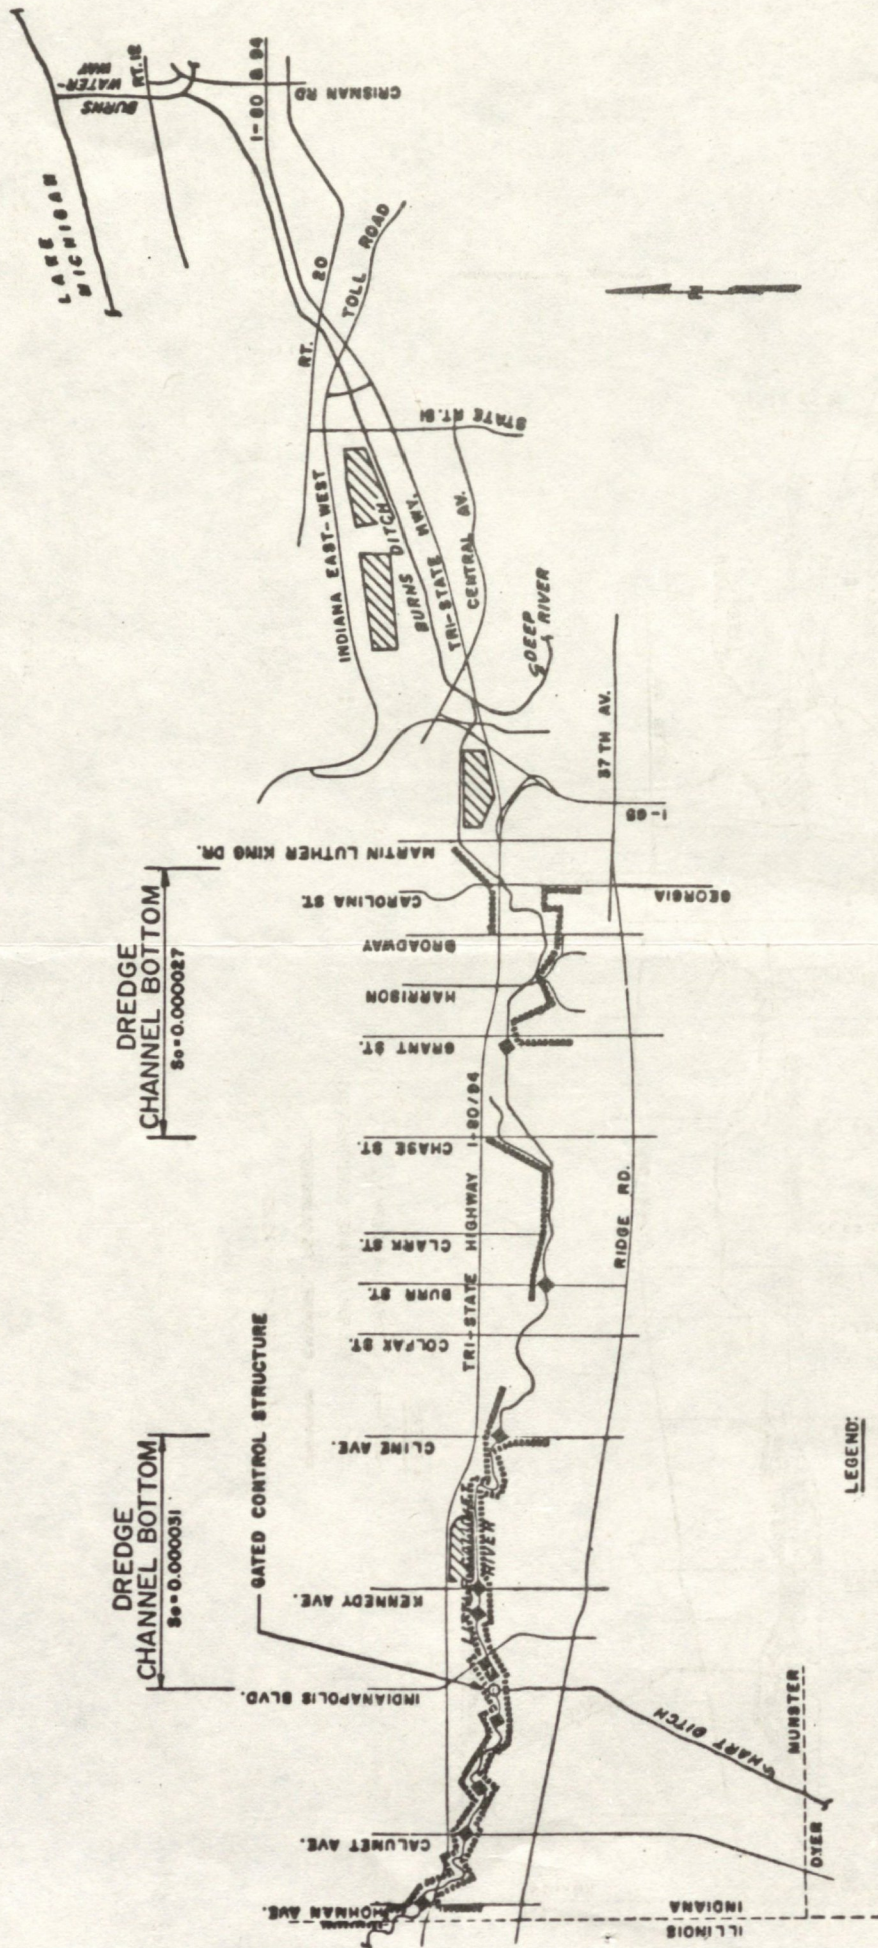 LAKE
MICHIGAN
BURNS
WATER-
WAY
RT. 12
I-80 & 94
CRISMAN RD
RT. 20
TOLL ROAD
INDIANA EAST-WEST
BURNS DITCH
TRI-STATE HWY.
CENTRAL AV.
STATE RT. 51
N
DEEP
RIVER
37TH AV.
I-65
MARTIN LUTHER KING DR.
CAROLINA ST.
GEORGIA
BROADWAY
HARRISON
GRANT ST.
DREDGE
CHANNEL BOTTOM
So=0.000027
CHASE ST.
TRI-STATE HIGHWAY I-80/94
CLARK ST.
BURR ST.
COLFAX ST.
RIDGE RD.
CLINE AVE.
DREDGE
CHANNEL BOTTOM
So=0.000031
GATED CONTROL STRUCTURE
KENNEDY AVE.
RIVER
INDIANAPOLIS BLVD.
HART DITCH
MUNSTER
DYER
CALUMET AVE.
HOHMAN AVE.
INDIANA
ILLINOIS
LEGEND: